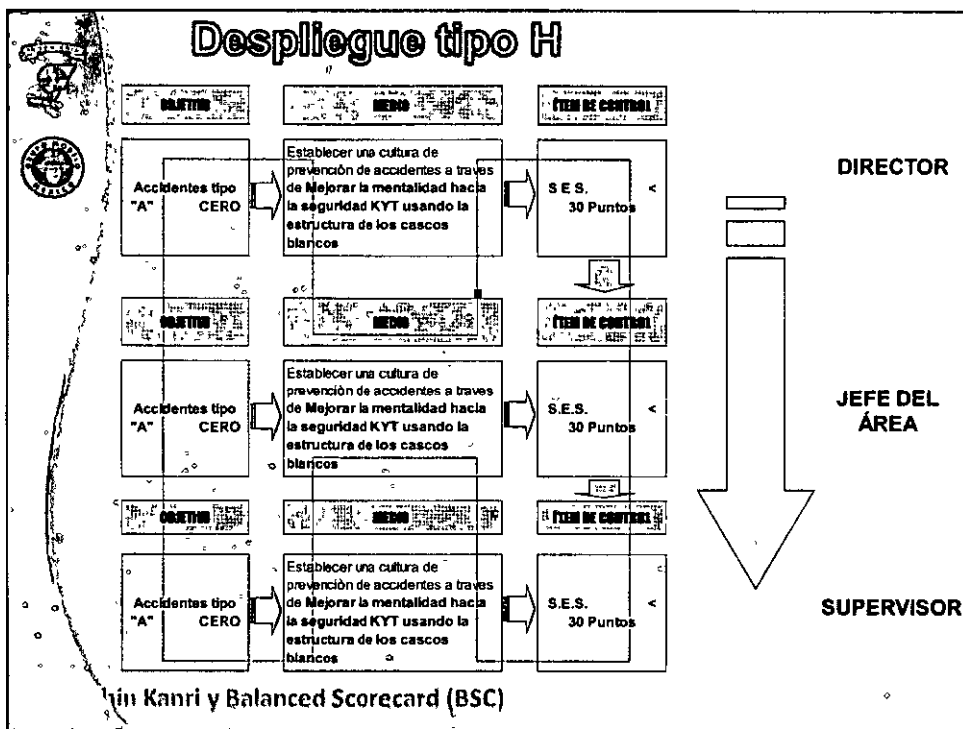 Despliegue tipo H
OBJETIVO
MEDIO
ÍTEM DE CONTROL
Accidentes tipo
"A" CERO
Establecer una cultura de
prevención de accidentes a traves
de Mejorar la mentalidad hacia
la seguridad KYT usando la
estructura de los cascos
blancos
S E S. <
30 Puntos
DIRECTOR
OBJETIVO
MEDIO
ÍTEM DE CONTROL
Accidentes tipo
"A" CERO
Establecer una cultura de
prevención de accidentes a traves
de Mejorar la mentalidad hacia
la seguridad KYT usando la
estructura de los cascos
blancos
S.E.S. <
30 Puntos
JEFE DEL
ÁREA
OBJETIVO
MEDIO
ÍTEM DE CONTROL
Accidentes tipo
"A" CERO
Establecer una cultura de
prevención de accidentes a traves
de Mejorar la mentalidad hacia
la seguridad KYT usando la
estructura de los cascos
blancos
S.E.S. <
30 Puntos
SUPERVISOR
hin Kanri y Balanced Scorecard (BSC)